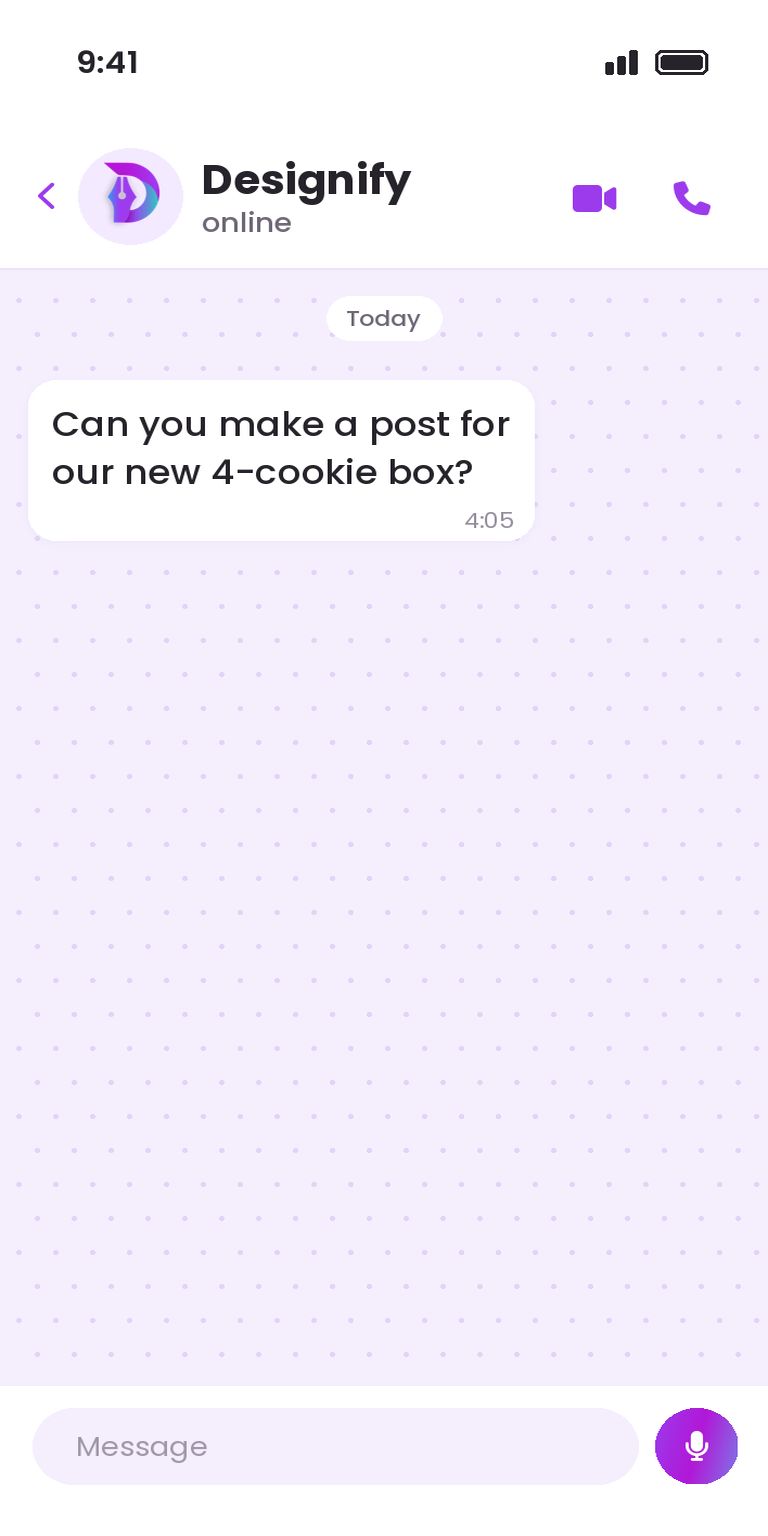 9:41
Designify
online
Today
Can you make a post for
our new 4-cookie box?
4:05
Message